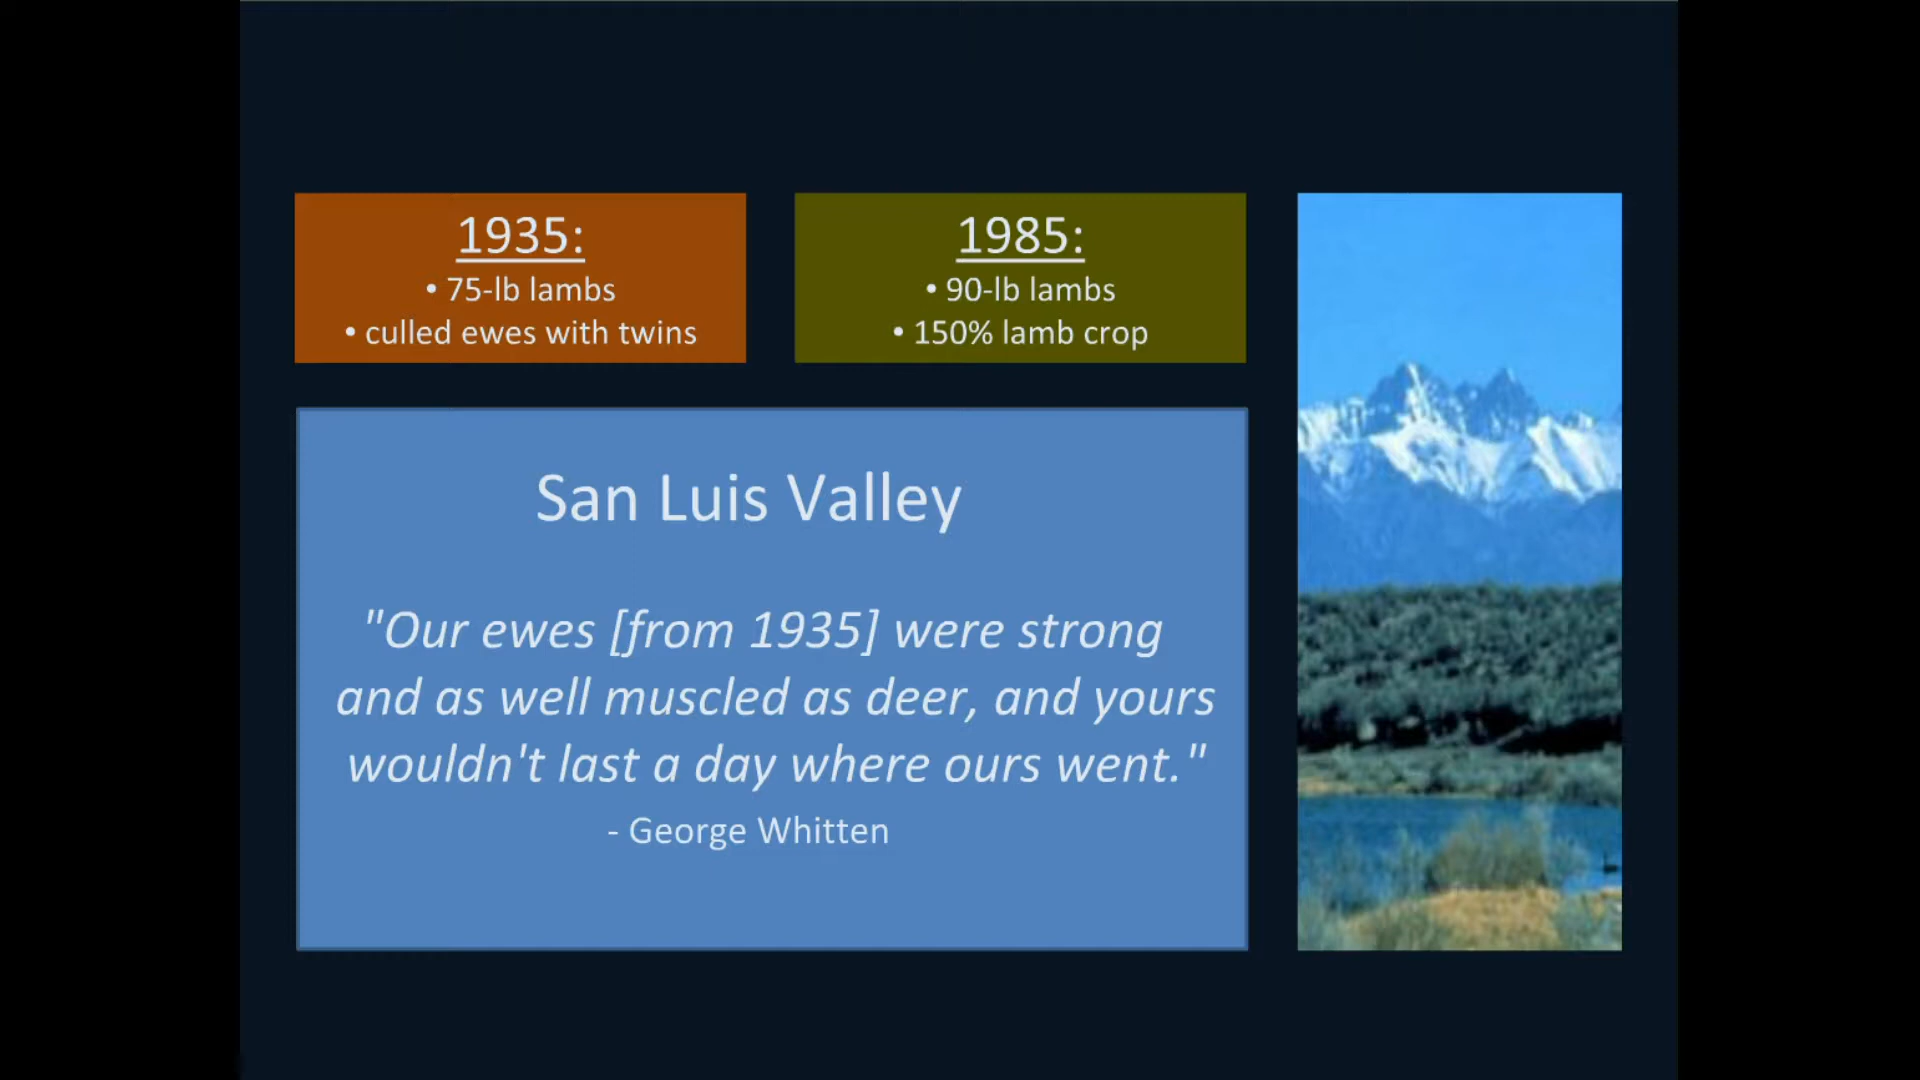 1935:
• 75-lb lambs
• culled ewes with twins
1985:
• 90-lb lambs
• 150% lamb crop
San Luis Valley
"Our ewes [from 1935] were strong
and as well muscled as deer, and yours
wouldn't last a day where ours went."
- George Whitten